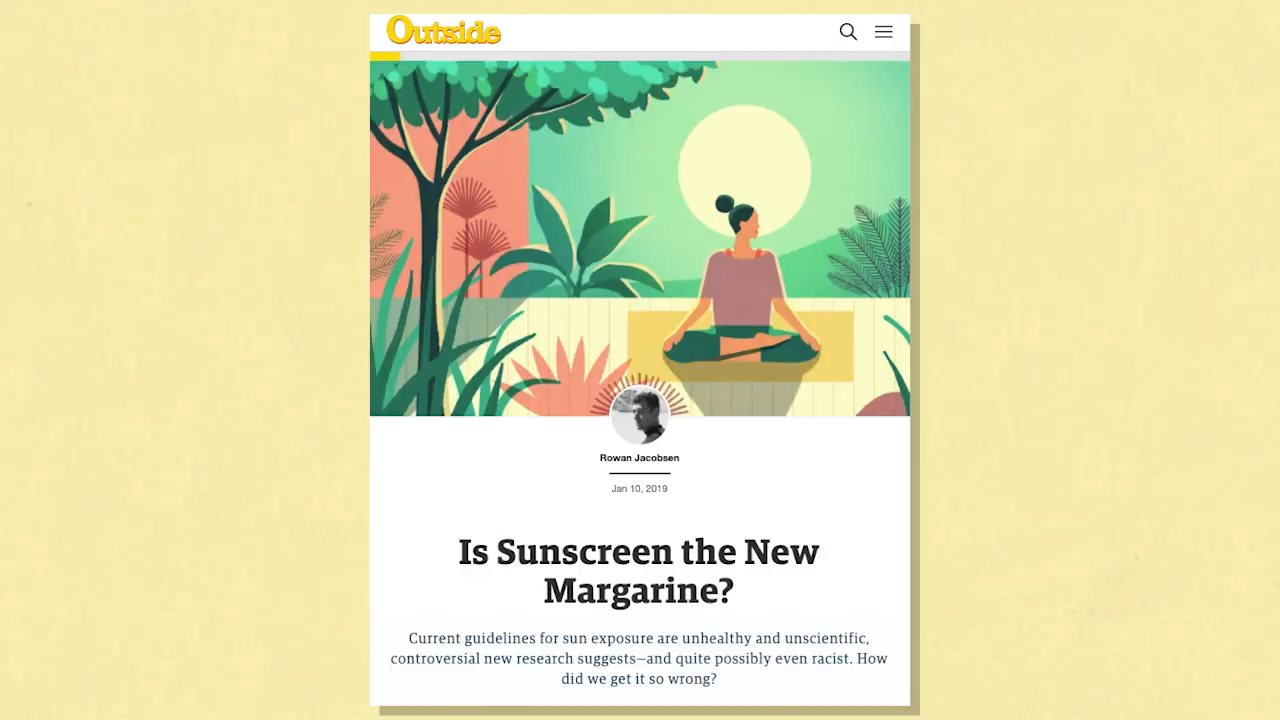 Outside
Rowan Jacobsen
Jan 10, 2019
Is Sunscreen the New
Margarine?
Current guidelines for sun exposure are unhealthy and unscientific,
controversial new research suggests—and quite possibly even racist. How
did we get it so wrong?